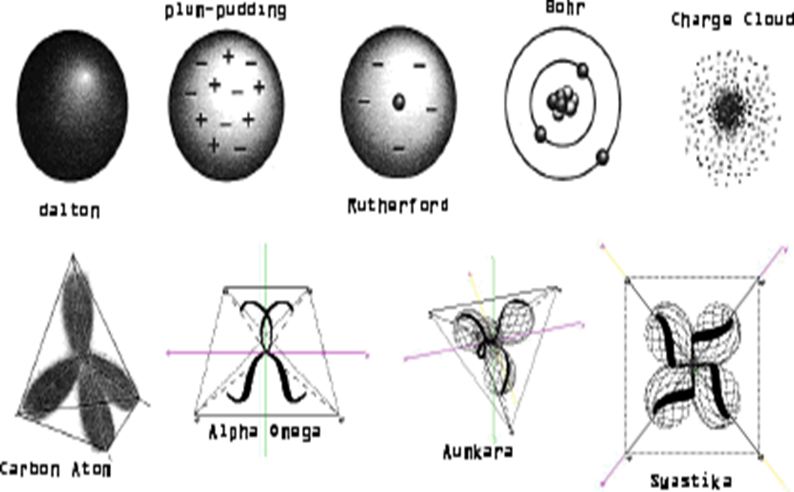 plum-pudding
Bohr
Charge Cloud
dalton
Rutherford
Carbon Atom
Alpha Omega
Aumkara
Swastika